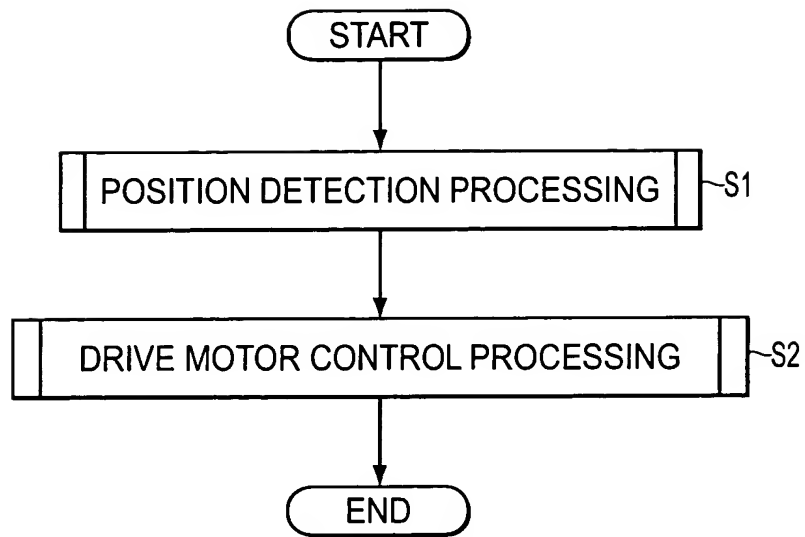 START
POSITION DETECTION PROCESSING
S1
DRIVE MOTOR CONTROL PROCESSING
S2
END